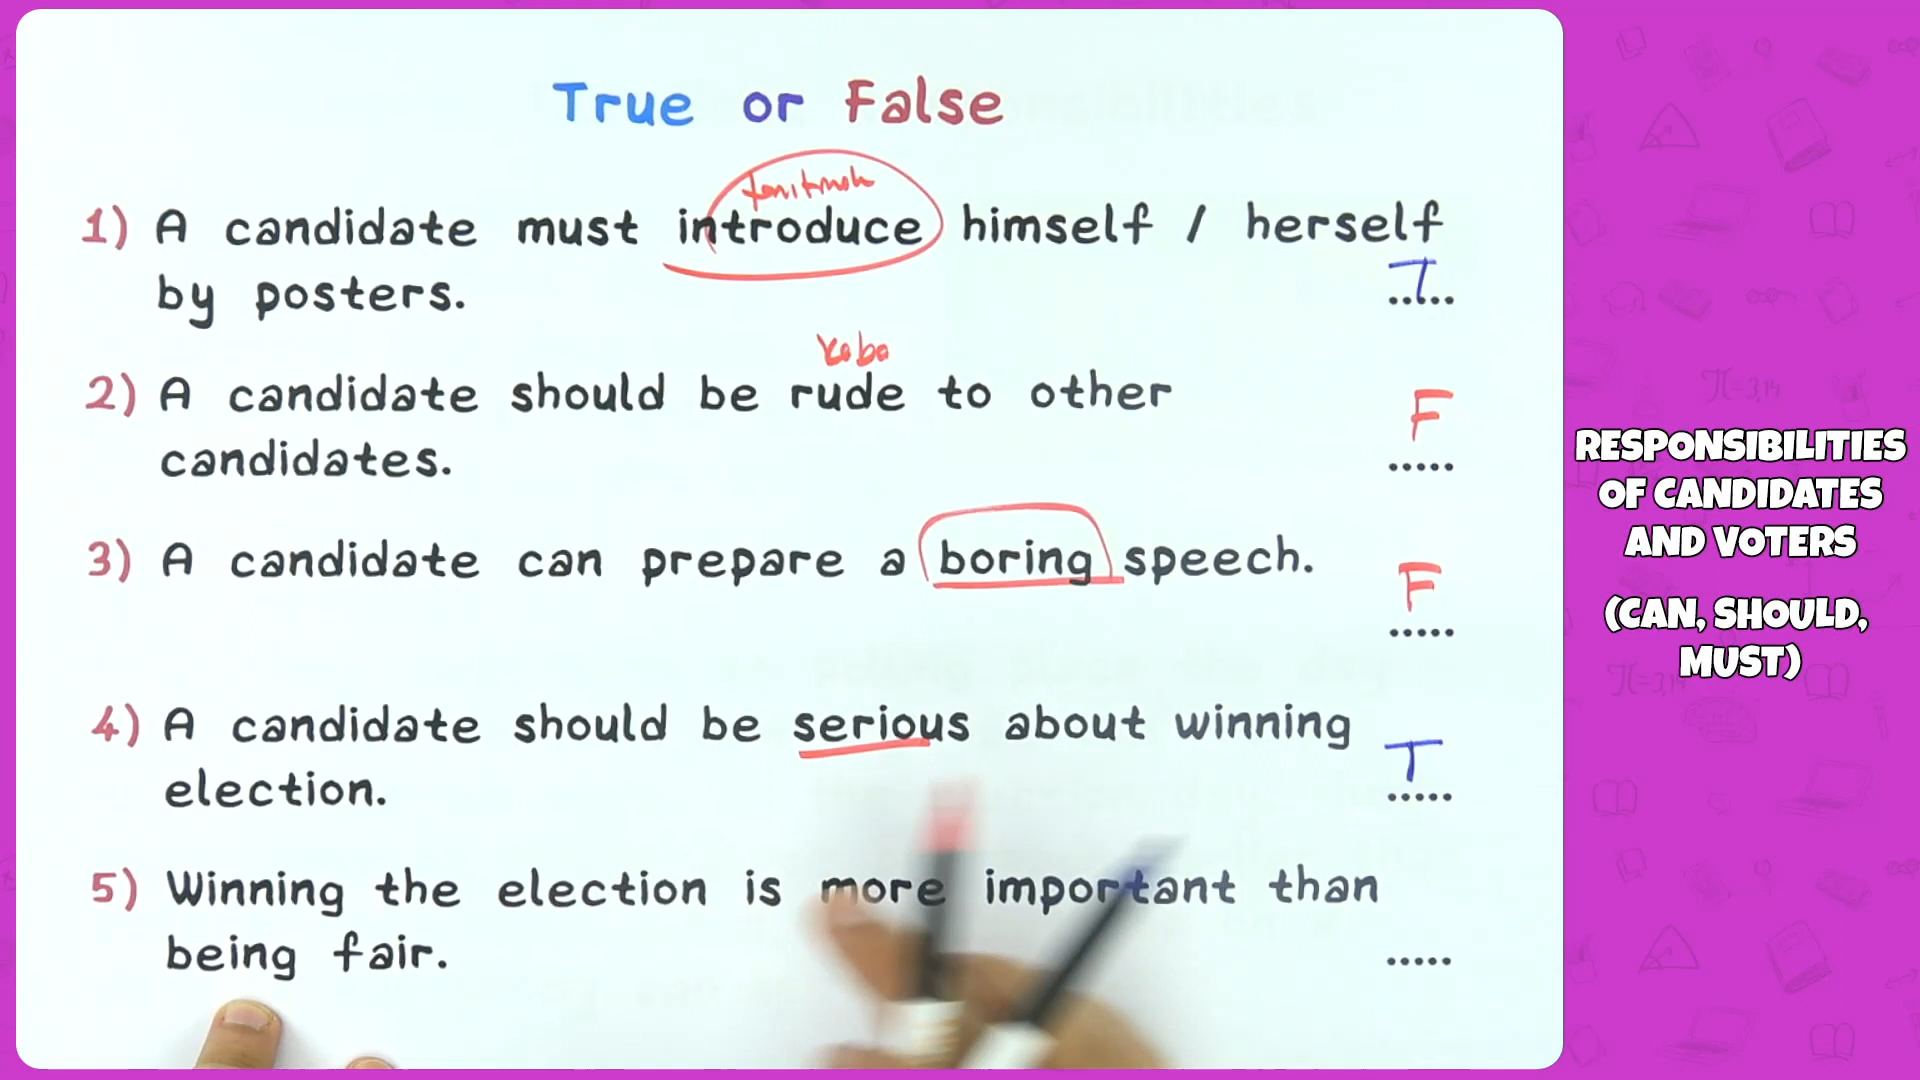 True or False
tanıtmak
1) A candidate must introduce himself / herself
by posters.
T
.....
kaba
2) A candidate should be rude to other
candidates.
F
.....
3) A candidate can prepare a boring speech.
F
.....
4) A candidate should be serious about winning
election.
T
.....
5) Winning the election is more important than
being fair.
.....
RESPONSIBILITIES
OF CANDIDATES
AND VOTERS
(CAN, SHOULD,
MUST)